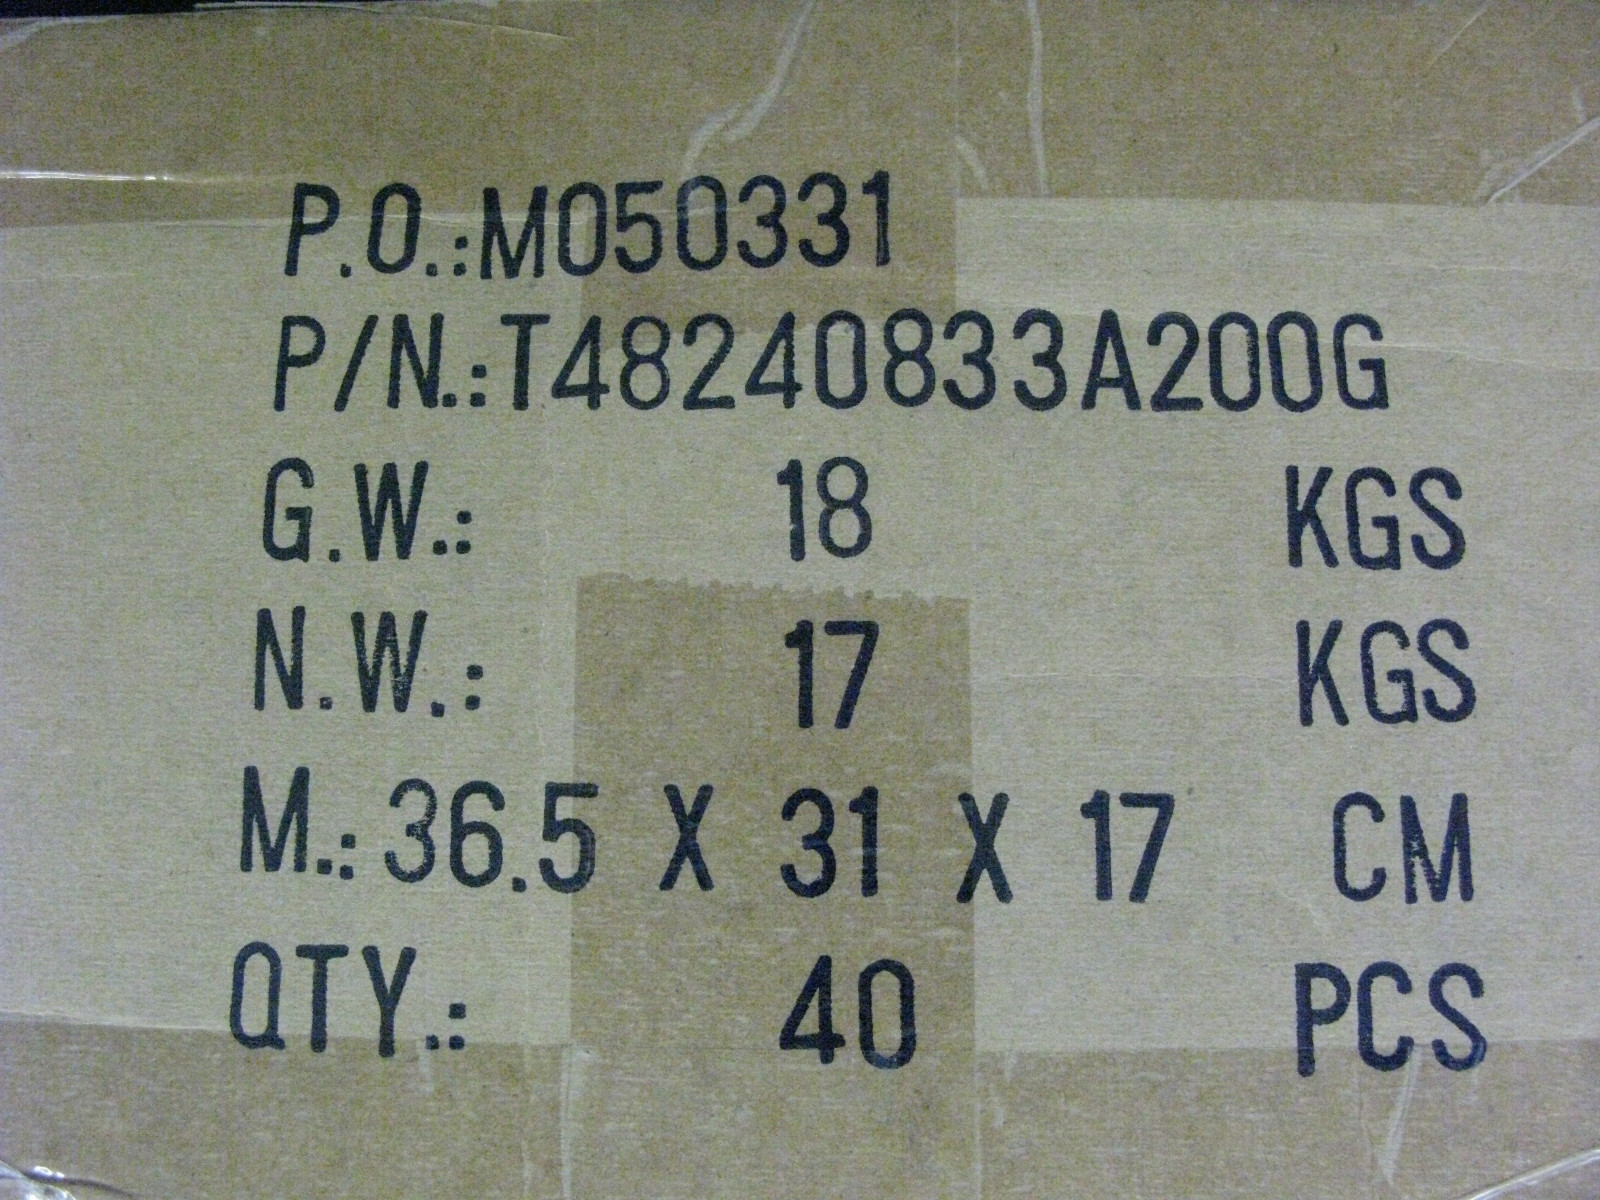 P.O.:M050331
P/N.:T48240833A200G
G.W.: 18 KGS
N.W.: 17 KGS
M.: 36.5 X 31 X 17 CM
QTY.: 40 PCS